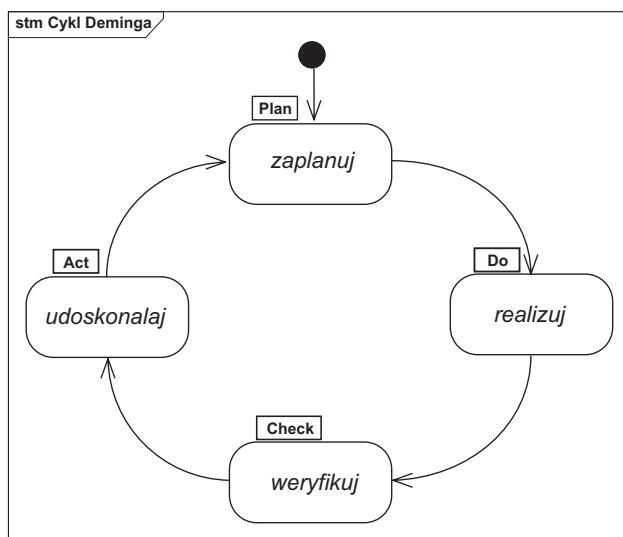 stm Cykl Deminga
Plan
zaplanuj
Do
realizuj
Check
weryfikuj
Act
udoskonalaj